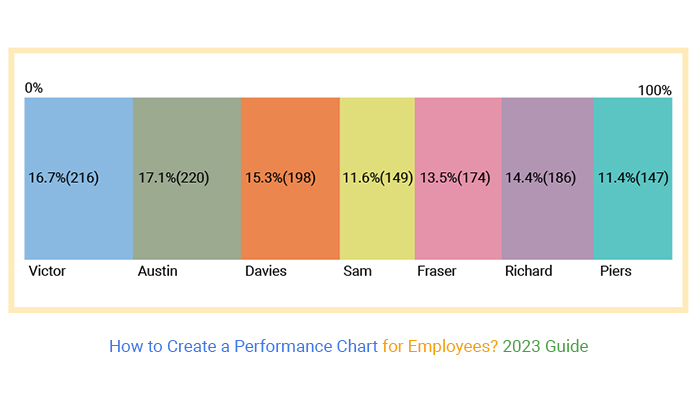 0% 100%
16.7%(216) 17.1%(220) 15.3%(198) 11.6%(149) 13.5%(174) 14.4%(186) 11.4%(147)
Victor Austin Davies Sam Fraser Richard Piers
How to Create a Performance Chart for Employees? 2023 Guide